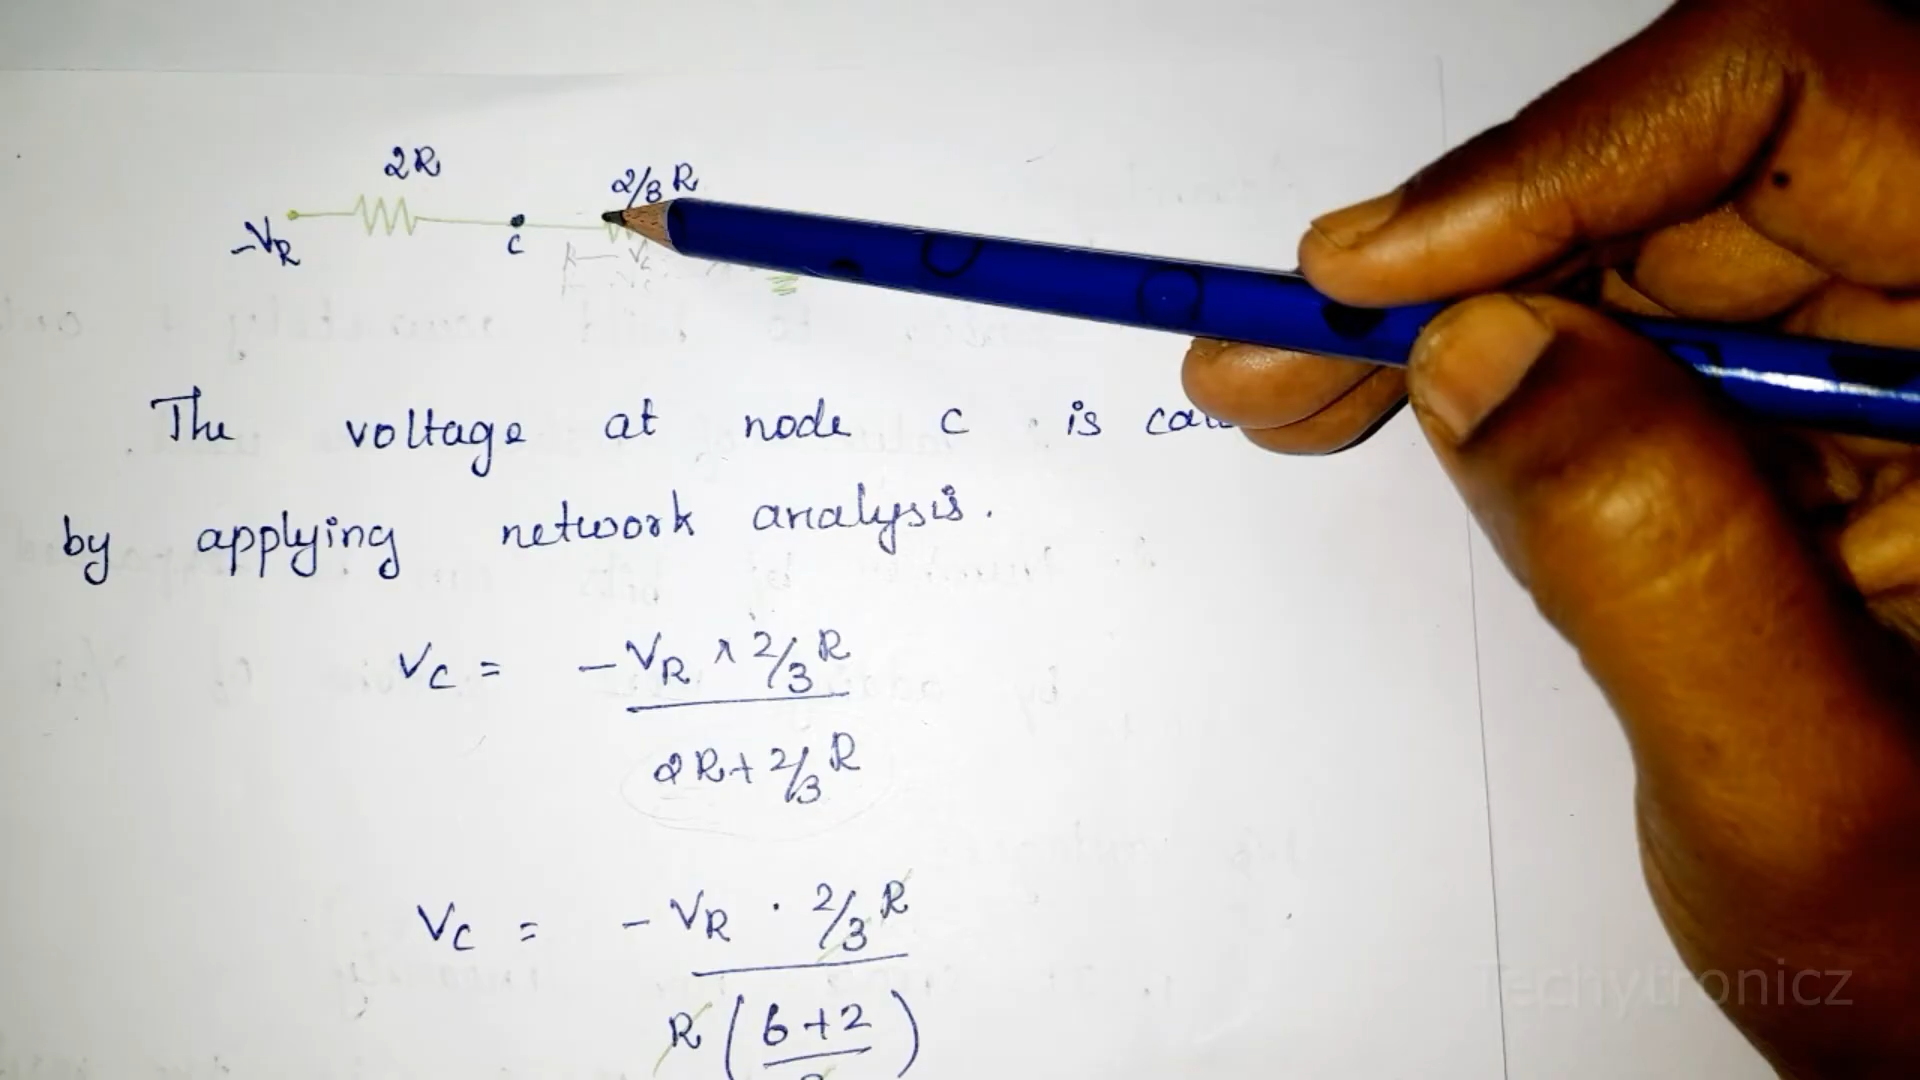 2R
2/3 R
-VR
C
The voltage at node C is
by applying network analysis.
VC = -VR × 2/3 R
2R + 2/3 R
VC = - VR . 2/3 R
R ( 6+2 )
Techytronicz